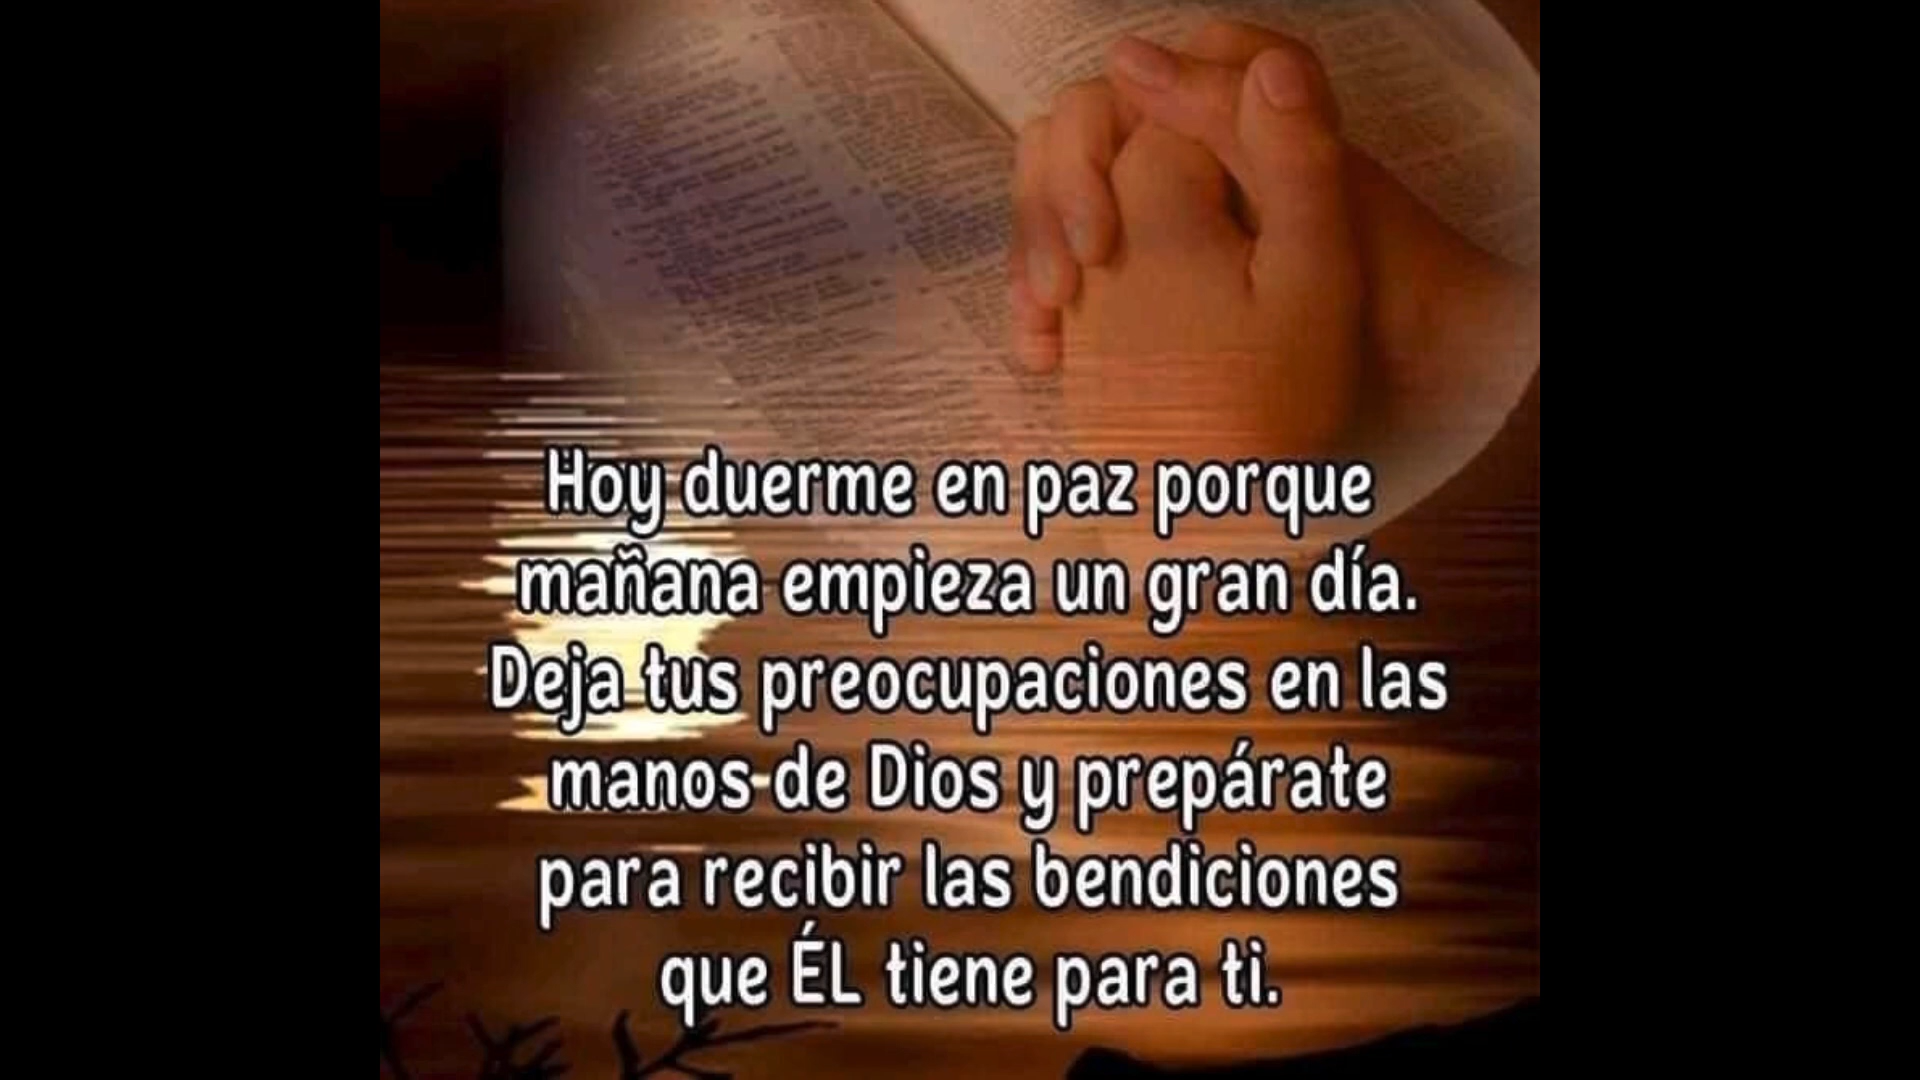 Hoy duerme en paz porque
mañana empieza un gran día.
Deja tus preocupaciones en las
manos de Dios y prepárate
para recibir las bendiciones
que ÉL tiene para ti.